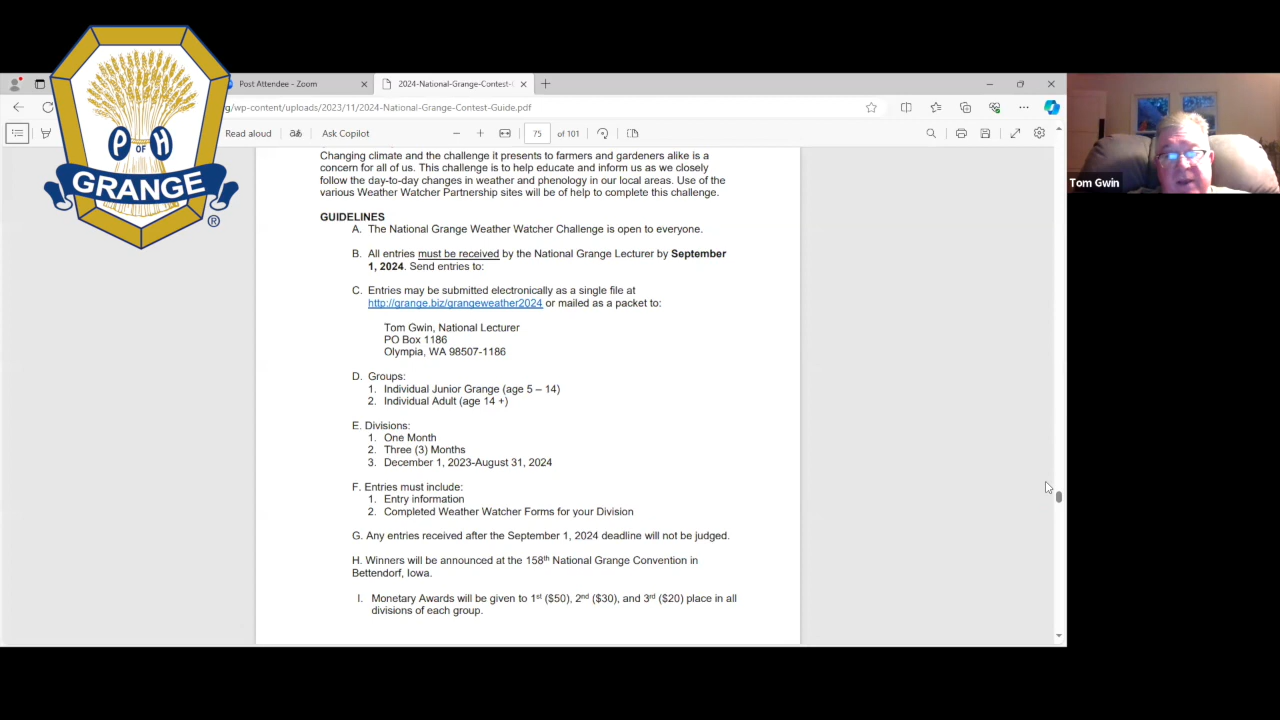 P OF H
GRANGE
®
Post Attendee - Zoom
2024-National-Grange-Contest-
g/wp-content/uploads/2023/11/2024-National-Grange-Contest-Guide.pdf
Read aloud
Ask Copilot
75 of 101
Tom Gwin
Changing climate and the challenge it presents to farmers and gardeners alike is a
concern for all of us. This challenge is to help educate and inform us as we closely
follow the day-to-day changes in weather and phenology in our local areas. Use of the
various Weather Watcher Partnership sites will be of help to complete this challenge.
GUIDELINES
A. The National Grange Weather Watcher Challenge is open to everyone.
B. All entries must be received by the National Grange Lecturer by September
1, 2024. Send entries to:
C. Entries may be submitted electronically as a single file at
http://grange.biz/grangeweather2024 or mailed as a packet to:
Tom Gwin, National Lecturer
PO Box 1186
Olympia, WA 98507-1186
D. Groups:
1. Individual Junior Grange (age 5 – 14)
2. Individual Adult (age 14 +)
E. Divisions:
1. One Month
2. Three (3) Months
3. December 1, 2023-August 31, 2024
F. Entries must include:
1. Entry information
2. Completed Weather Watcher Forms for your Division
G. Any entries received after the September 1, 2024 deadline will not be judged.
H. Winners will be announced at the 158th National Grange Convention in
Bettendorf, Iowa.
I. Monetary Awards will be given to 1st ($50), 2nd ($30), and 3rd ($20) place in all
divisions of each group.